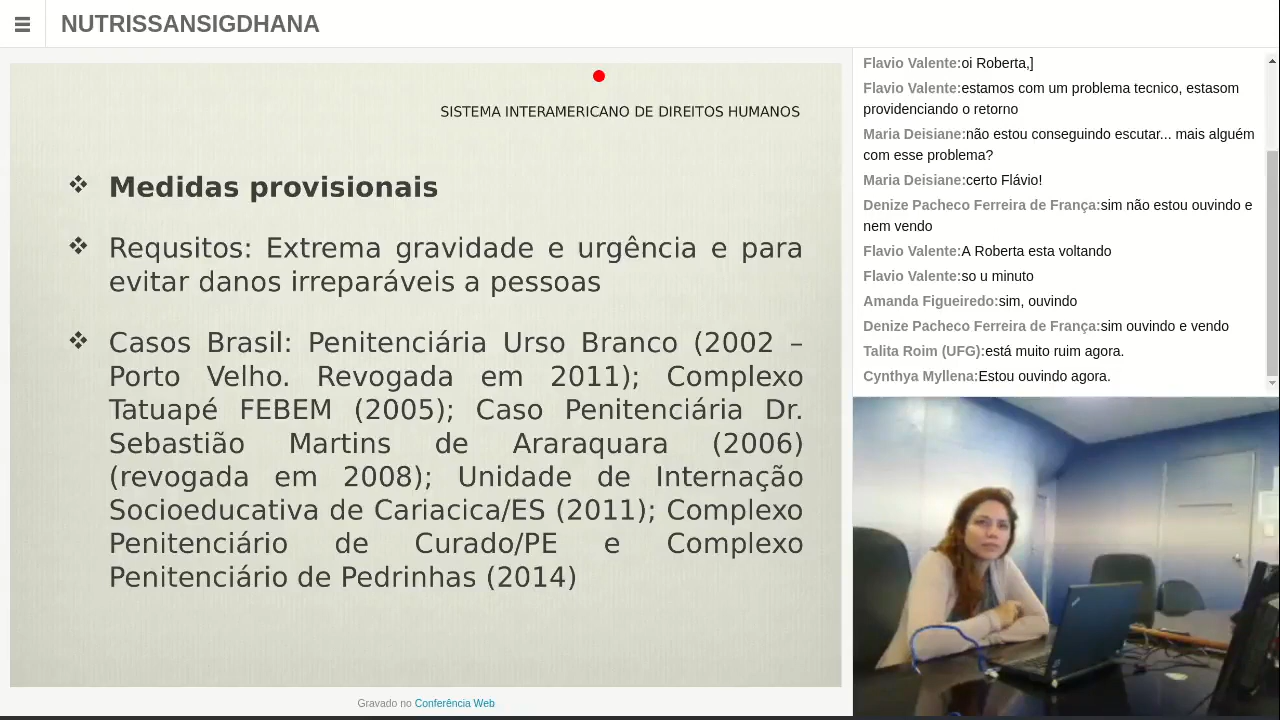 NUTRISSANSIGDHANA
SISTEMA INTERAMERICANO DE DIREITOS HUMANOS
Medidas provisionais
Requsitos: Extrema gravidade e urgência e para
evitar danos irreparáveis a pessoas
Casos Brasil: Penitenciária Urso Branco (2002 –
Porto Velho. Revogada em 2011); Complexo
Tatuapé FEBEM (2005); Caso Penitenciária Dr.
Sebastião Martins de Araraquara (2006)
(revogada em 2008); Unidade de Internação
Socioeducativa de Cariacica/ES (2011); Complexo
Penitenciário de Curado/PE e Complexo
Penitenciário de Pedrinhas (2014)
Gravado no Conferência Web
Flavio Valente:oi Roberta,]
Flavio Valente:estamos com um problema tecnico, estasom
providenciando o retorno
Maria Deisiane:não estou conseguindo escutar... mais alguém
com esse problema?
Maria Deisiane:certo Flávio!
Denize Pacheco Ferreira de França:sim não estou ouvindo e
nem vendo
Flavio Valente:A Roberta esta voltando
Flavio Valente:so u minuto
Amanda Figueiredo:sim, ouvindo
Denize Pacheco Ferreira de França:sim ouvindo e vendo
Talita Roim (UFG):está muito ruim agora.
Cynthya Myllena:Estou ouvindo agora.